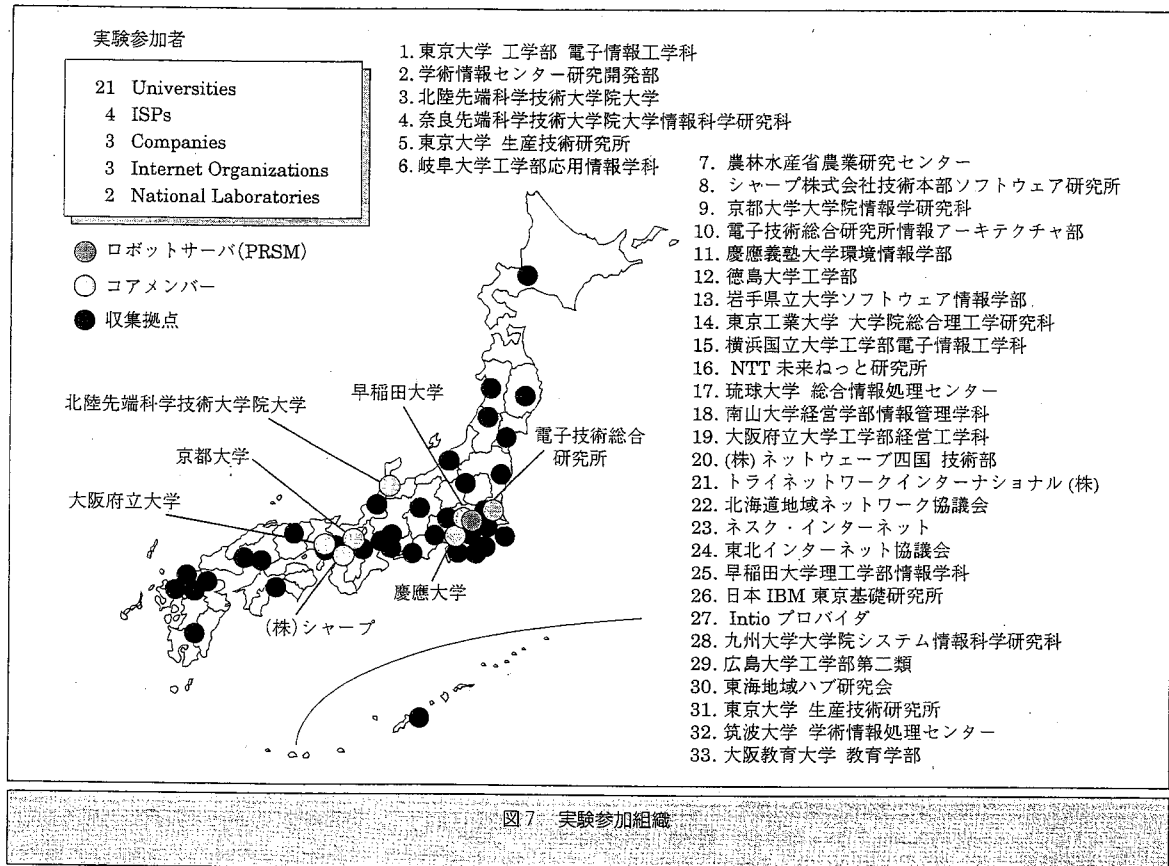 実験参加者
21 Universities
4 ISPs
3 Companies
3 Internet Organizations
2 National Laboratories
ロボットサーバ(PRSM)
コアメンバー
収集拠点
1. 東京大学 工学部 電子情報工学科
2. 学術情報センター研究開発部
3. 北陸先端科学技術大学院大学
4. 奈良先端科学技術大学院大学情報科学研究科
5. 東京大学 生産技術研究所
6. 岐阜大学工学部応用情報学科
7. 農林水産省農業研究センター
8. シャープ株式会社技術本部ソフトウェア研究所
9. 京都大学大学院情報学研究科
10. 電子技術総合研究所情報アーキテクチャ部
11. 慶應義塾大学環境情報学部
12. 徳島大学工学部
13. 岩手県立大学ソフトウェア情報学部
14. 東京工業大学 大学院総合理工学研究科
15. 横浜国立大学工学部電子情報工学科
16. NTT 未来ねっと研究所
17. 琉球大学 総合情報処理センター
18. 南山大学経営学部情報管理学科
19. 大阪府立大学工学部経営工学科
20. (株)ネットウェーブ四国 技術部
21. トライネットワークインターナショナル(株)
22. 北海道地域ネットワーク協議会
23. ネスク・インターネット
24. 東北インターネット協議会
25. 早稲田大学理工学部情報学科
26. 日本 IBM 東京基礎研究所
27. Intio プロバイダ
28. 九州大学大学院システム情報科学研究科
29. 広島大学工学部第二類
30. 東海地域ハブ研究会
31. 東京大学 生産技術研究所
32. 筑波大学 学術情報処理センター
33. 大阪教育大学 教育学部
早稲田大学
北陸先端科学技術大学院大学
電子技術総合
研究所
京都大学
大阪府立大学
慶應大学
(株)シャープ
図7 実験参加組織